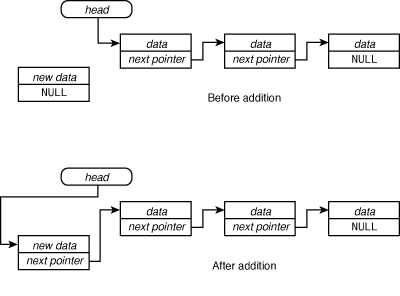 head
data data data
next pointer next pointer NULL
new data
NULL
Before addition
head
data data data
next pointer next pointer NULL
new data
next pointer
After addition